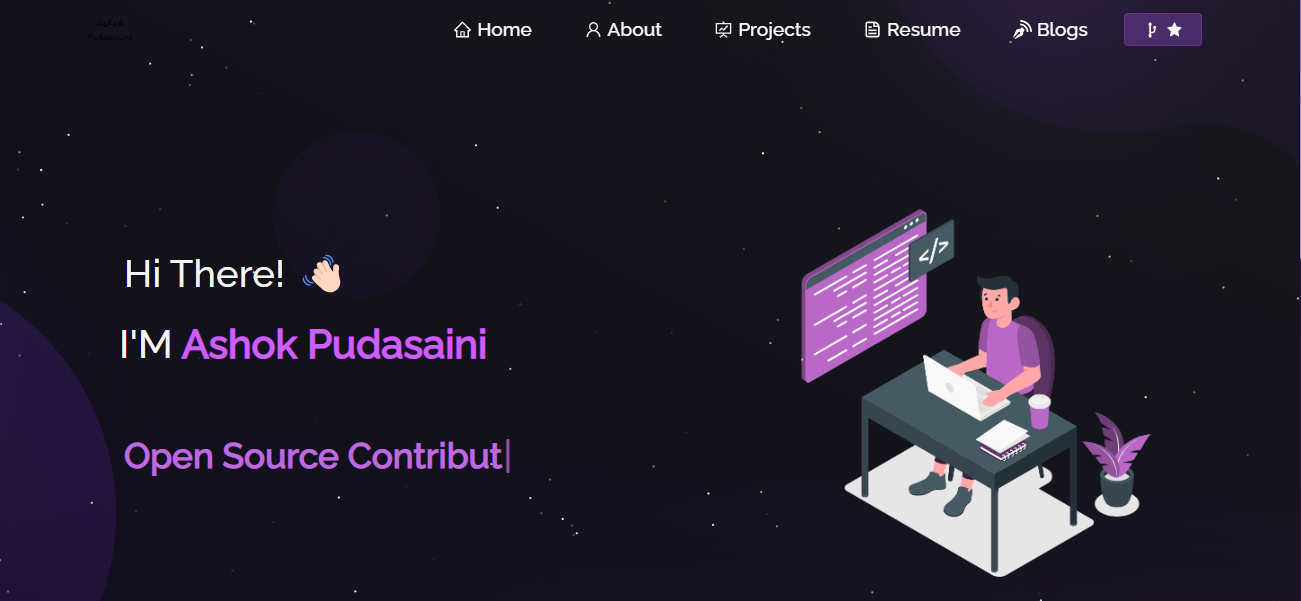 Ashok
Pudasaini
Home
About
Projects
Resume
Blogs
Hi There!
I'M Ashok Pudasaini
Open Source Contribut
</>